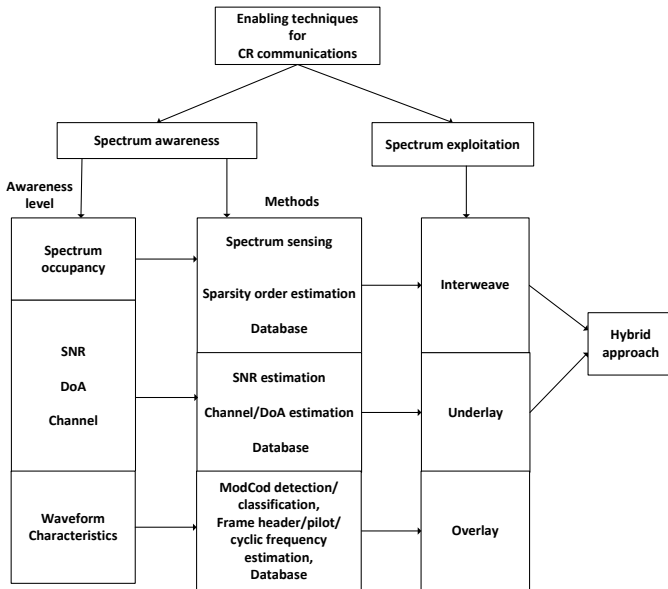 Enabling techniques
for
CR communications
Spectrum awareness
Spectrum exploitation
Awareness
level
Methods
Spectrum
occupancy
Spectrum sensing
Sparsity order estimation
Database
Interweave
Hybrid
approach
SNR
DoA
Channel
SNR estimation
Channel/DoA estimation
Database
Underlay
Waveform
Characteristics
ModCod detection/
classification,
Frame header/pilot/
cyclic frequency
estimation,
Database
Overlay